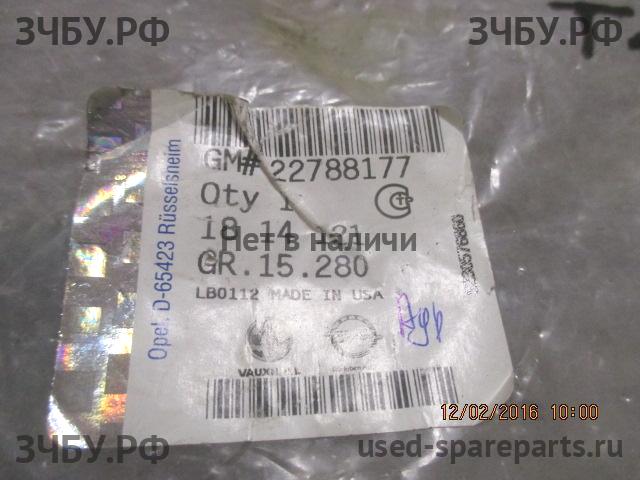 ЗЧБУ.РФ
ЗЧБУ.РФ
Opel, D-65423 Rüsselsheim
GM# 22788177
Qty 1
18 14 121
Нет в наличии
GR.15.280
LB0112 MADE IN USA
VAUXHALL
12/02/2016 10:00
ЗЧБУ.РФ
used-spareparts.ru